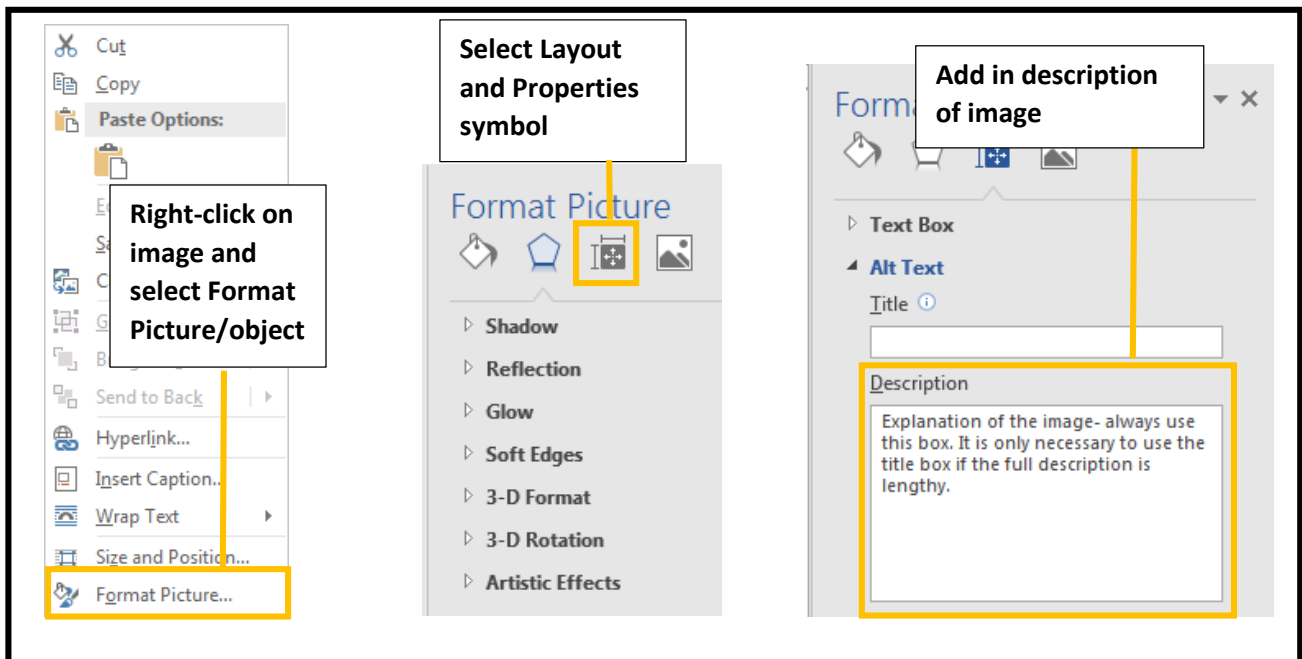 Cut
Copy
Paste Options:
Right-click on
image and
select Format
Picture/object
Send to Back
Hyperlink...
Insert Caption...
Wrap Text
Size and Position...
Format Picture...
Select Layout
and Properties
symbol
Format Picture
Shadow
Reflection
Glow
Soft Edges
3-D Format
3-D Rotation
Artistic Effects
Add in description
of image
Text Box
Alt Text
Title
Description
Explanation of the image- always use
this box. It is only necessary to use the
title box if the full description is
lengthy.